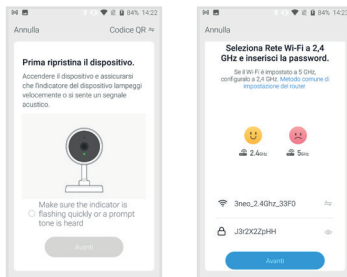 84% 14:22
Annulla
Codice QR
Prima ripristina il dispositivo.
Accendere il dispositivo e assicurarsi
che l'indicatore del dispositivo lampeggi
velocemente o si sente un segnale
acustico.
Make sure the indicator is
flashing quickly or a prompt
tone is heard
Avanti
84% 14:23
Annulla
Seleziona Rete Wi-Fi a 2,4
GHz e inserisci la password.
Se il Wi-Fi è impostato a 5 GHz,
configuralo a 2,4 GHz. Metodo comune di
impostazione del router
2.4GHz
5GHz
3neo_2.4Ghz_33F0
J3r2X2ZpHH
Avanti